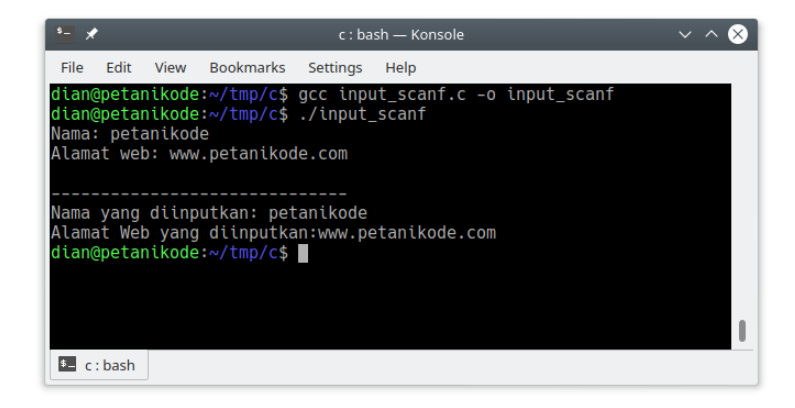 c : bash — Konsole
File Edit View Bookmarks Settings Help
dian@petanikode:~/tmp/c$ gcc input_scanf.c -o input_scanf
dian@petanikode:~/tmp/c$ ./input_scanf
Nama: petanikode
Alamat web: www.petanikode.com
------------------------------
Nama yang diinputkan: petanikode
Alamat Web yang diinputkan:www.petanikode.com
dian@petanikode:~/tmp/c$
c : bash